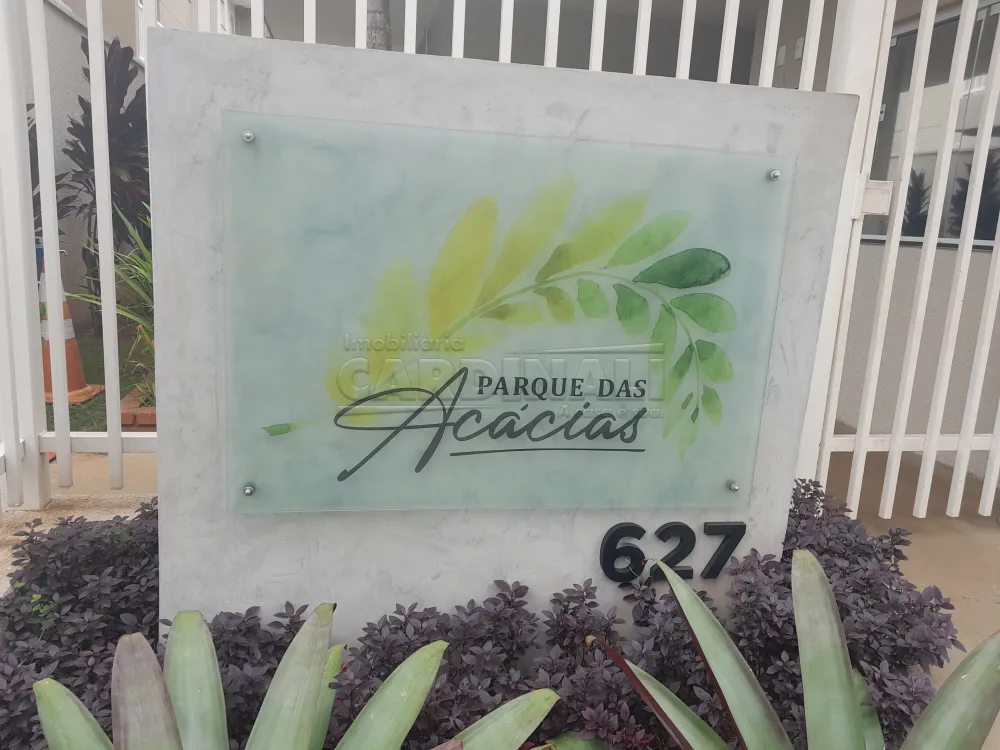 Imobiliária
CARDINALI
PARQUE DAS
Acácias
627